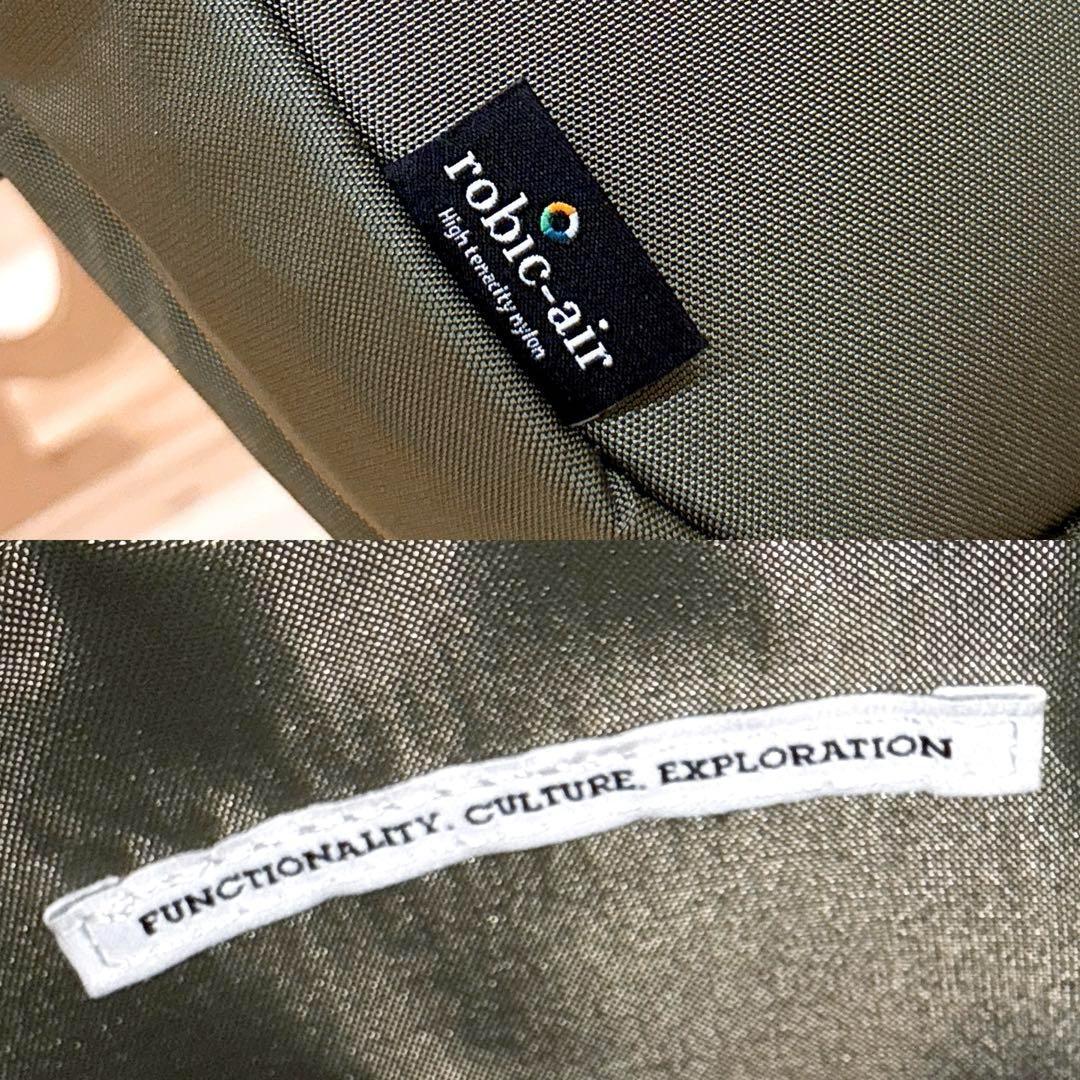 robic-air
High tenacity nylon
FUNCTIONALITY. CULTURE. EXPLORATION